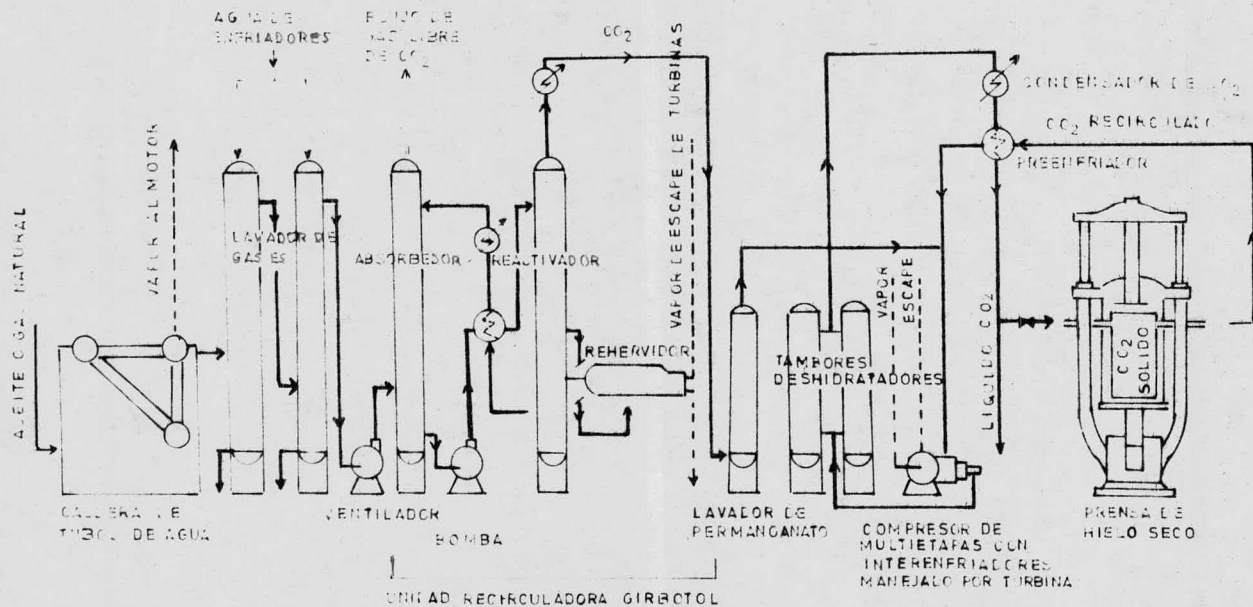 AGUA DE
ENFRIADORES
FLUJO DE
GAS LIBRE
DE CO2
CO2
VAPOR DE ESCAPE DE TURBINAS
CONDENSADOR DE CO2
CO2 RECIRCULADO
PREENFRIADOR
ACEITE O GAS NATURAL
VAPOR AL MOTOR
LAVADOR DE
GASES
ABSORBEDOR
REACTIVADOR
REHERVIDOR
TAMBORES
DESHIDRATADORES
VAPOR
ESCAPE
LIQUIDO CO2
CO2
SOLIDO
CALDERA DE
TUBOS DE AGUA
VENTILADOR
BOMBA
LAVADOR DE
PERMANGANATO
COMPRESOR DE
MULTIETAPAS CON
INTERENFRIADORES
MANEJADO POR TURBINA
PRENSA DE
HIELO SECO
UNIDAD RECIRCULADORA GIRBOTOL